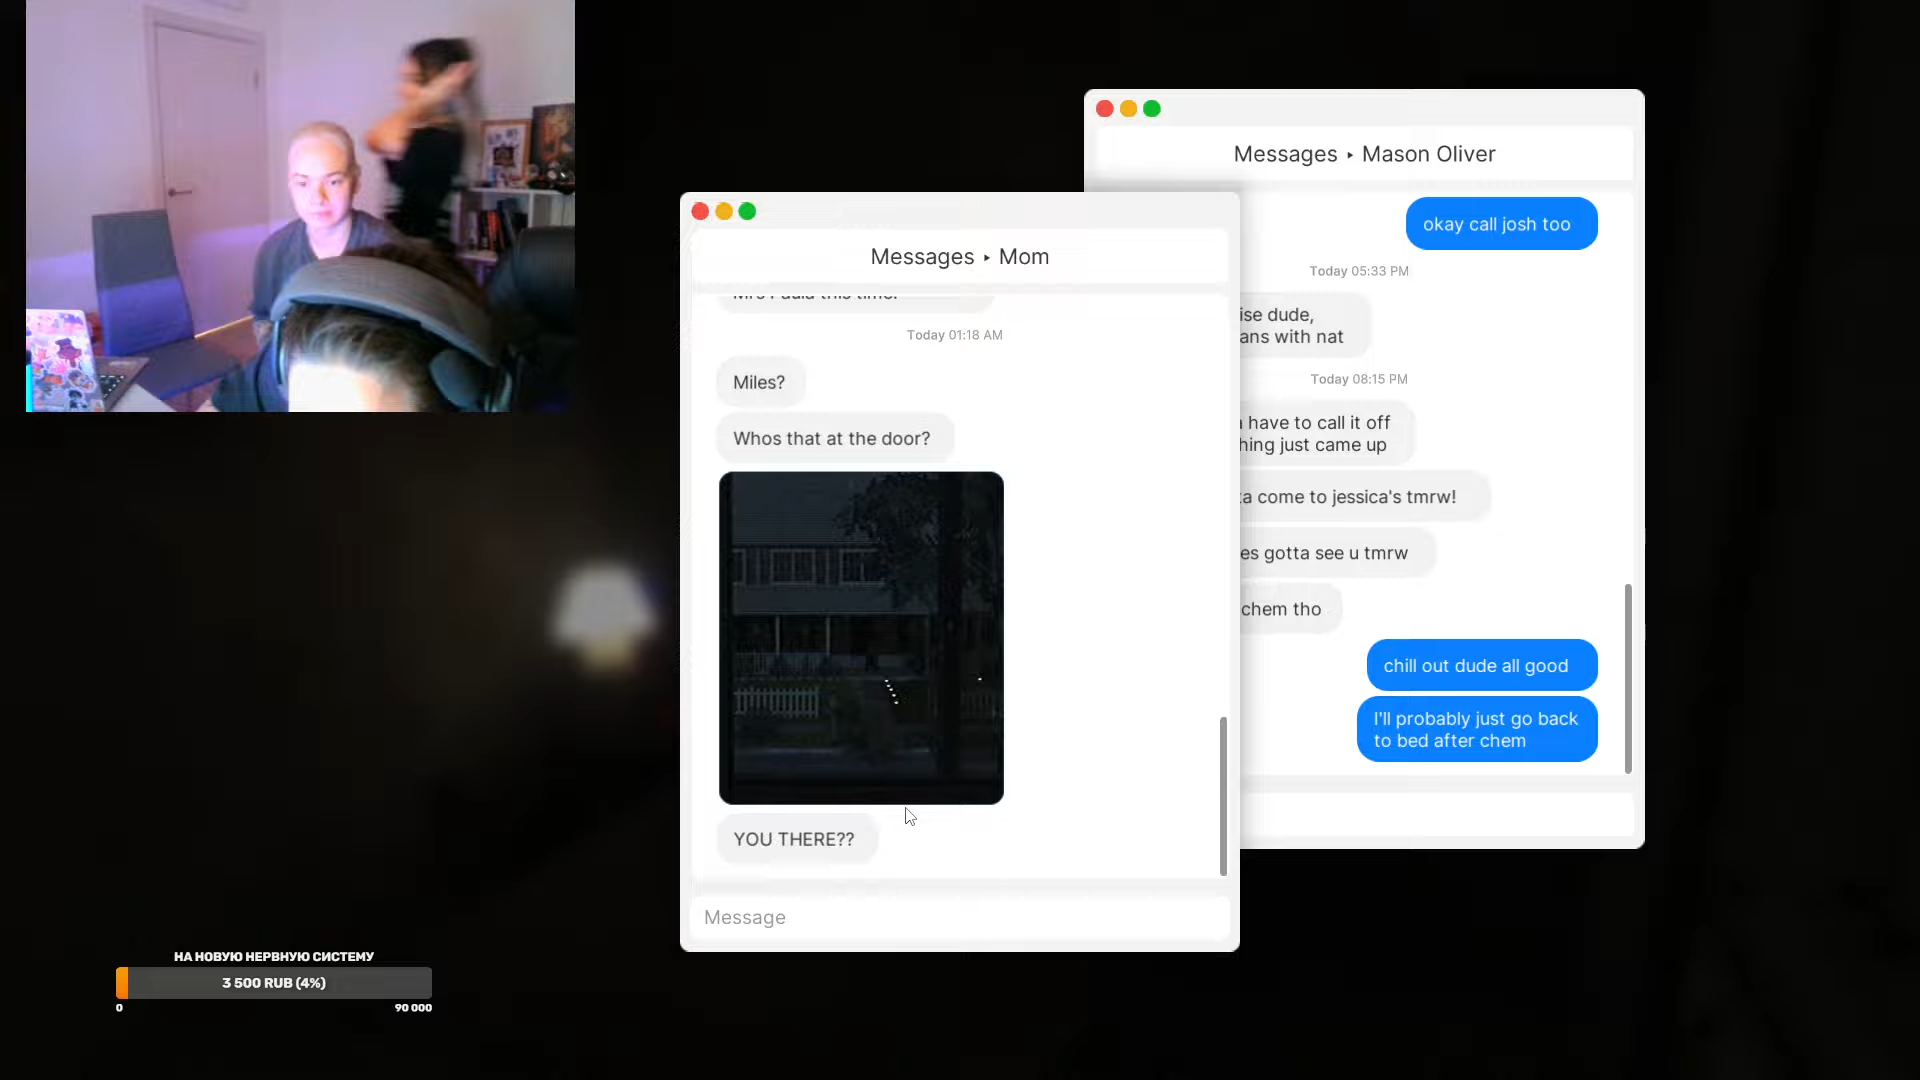 Messages ‣ Mason Oliver
okay call josh too
Today 05:33 PM
ise dude,
ans with nat
Today 08:15 PM
have to call it off
hing just came up
come to jessica's tmrw!
es gotta see u tmrw
chem tho
chill out dude all good
I'll probably just go back
to bed after chem
Messages ‣ Mom
Mrs Paula this time.
Today 01:18 AM
Miles?
Whos that at the door?
YOU THERE??
Message
НА НОВУЮ НЕРВНУЮ СИСТЕМУ
3 500 RUB (4%)
0
90 000